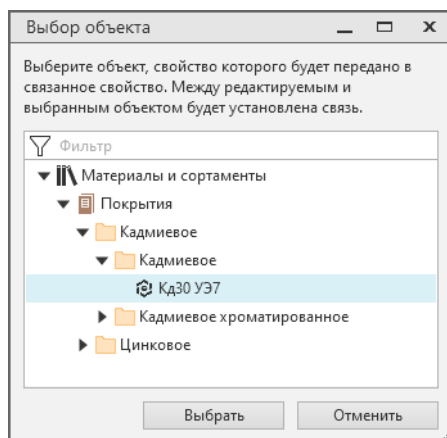 Выбор объекта
Выберите объект, свойство которого будет передано в
связанное свойство. Между редактируемым и
выбранным объектом будет установлена связь.
Фильтр
Материалы и сортаменты
Покрытия
Кадмиевое
Кадмиевое
Кд30 УЭ7
Кадмиевое хроматированное
Цинковое
Выбрать Отменить